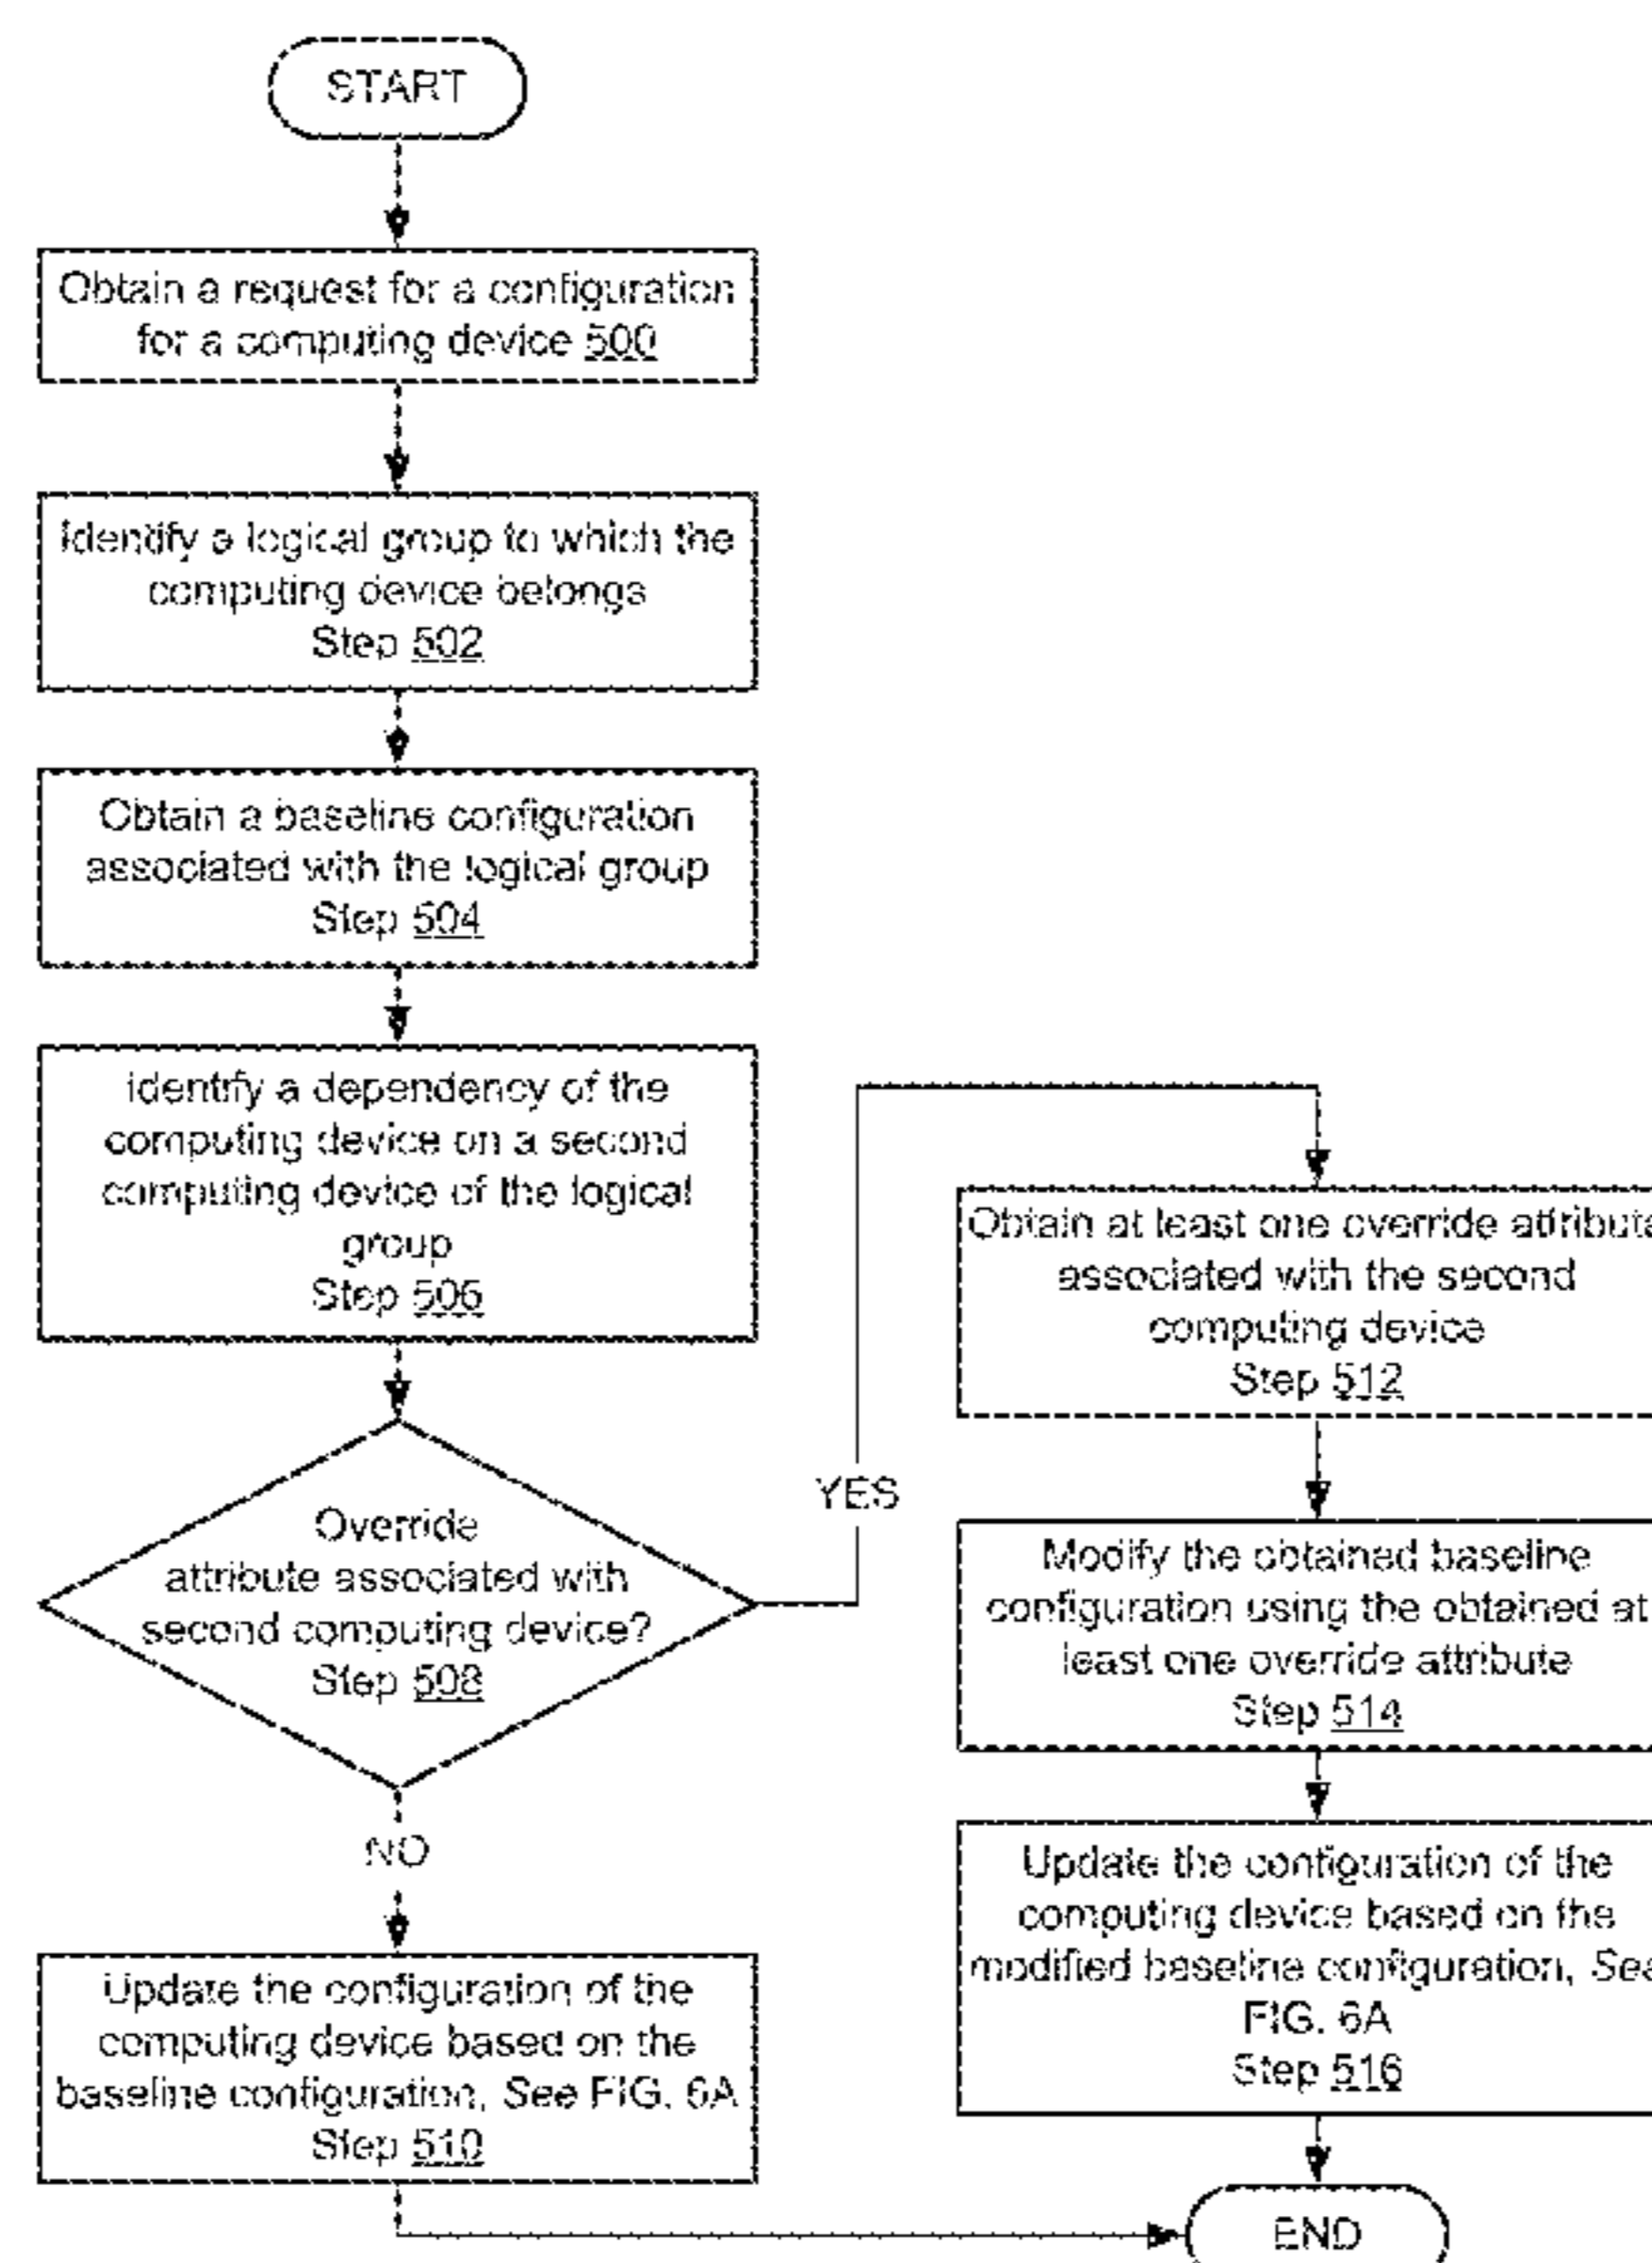 START
Obtain a request for a configuration
for a computing device 500
Identify a logical group to which the
computing device belongs
Step 502
Obtain a baseline configuration
associated with the logical group
Step 504
Identify a dependency of the
computing device on a second
computing device of the logical
group
Step 506
Override
attribute associated with
second computing device?
Step 508
YES
NO
Update the configuration of the
computing device based on the
baseline configuration, See FIG. 6A
Step 510
Obtain at least one override attribute
associated with the second
computing device
Step 512
Modify the obtained baseline
configuration using the obtained at
least one override attribute
Step 514
Update the configuration of the
computing device based on the
modified baseline configuration, See
FIG. 6A
Step 516
END